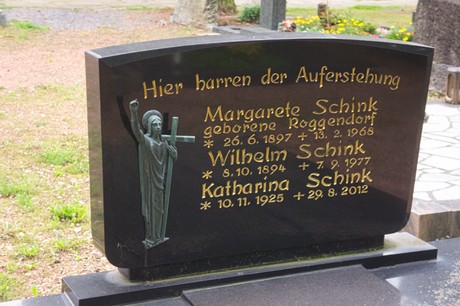 Hier harren der Auferstehung
Margarete Schink
geborene Roggendorf
* 26. 6. 1897 + 13. 2. 1968
Wilhelm Schink
* 8. 10. 1894 + 7. 9. 1977
Katharina Schink
* 10. 11. 1925 + 29. 8. 2012